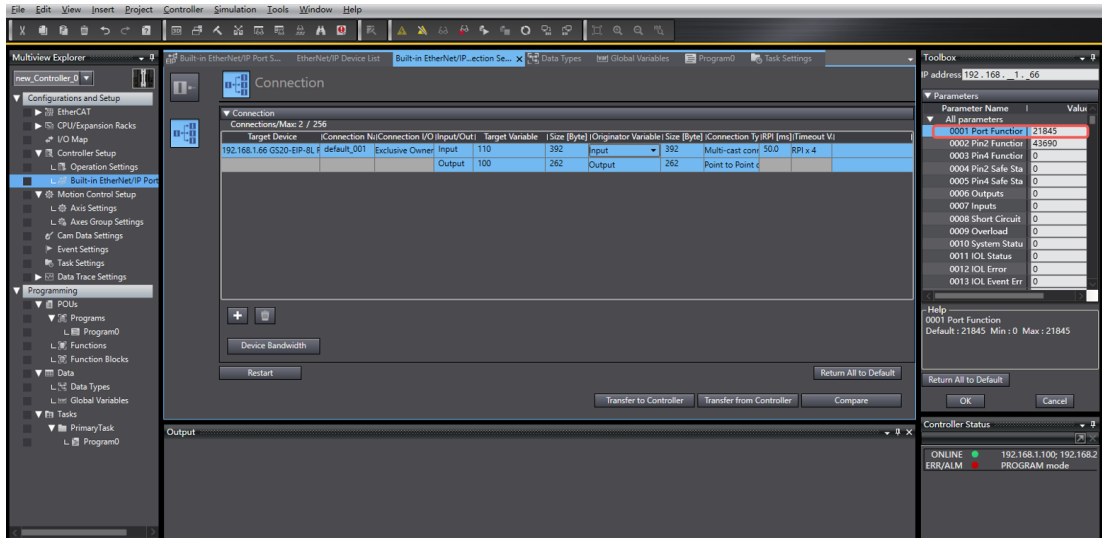 File Edit View Insert Project Controller Simulation Tools Window Help
Multiview Explorer
new_Controller_0
Configurations and Setup
EtherCAT
CPU/Expansion Racks
I/O Map
Controller Setup
Operation Settings
Built-in EtherNet/IP Port
Motion Control Setup
Axis Settings
Axes Group Settings
Cam Data Settings
Event Settings
Task Settings
Data Trace Settings
Programming
POUs
Programs
Program0
Functions
Function Blocks
Data
Data Types
Global Variables
Tasks
PrimaryTask
Program0
Built-in EtherNet/IP Port S... EtherNet/IP Device List Built-in EtherNet/IP...ection Se... x Data Types Global Variables Program0 Task Settings
Connection
Connection
Connections/Max: 2 / 256
Target Device Connection Na Connection I/O Input/Out Target Variable Size [Byte] Originator Variable Size [Byte] Connection Ty RPI [ms] Timeout Va
192.168.1.66 GS20-EIP-8L F default_001 Exclusive Owner Input 110 392 Input 392 Multi-cast conn 50.0 RPI x 4
Output 100 262 Output 262 Point to Point c
+
Device Bandwidth
Restart Return All to Default
Transfer to Controller Transfer from Controller Compare
Output
Toolbox
IP address 192 . 168 . __1 . _66
Parameters
Parameter Name Value
All parameters
0001 Port Function 21845
0002 Pin2 Function 43690
0003 Pin4 Function 0
0004 Pin2 Safe Sta 0
0005 Pin4 Safe Sta 0
0006 Outputs 0
0007 Inputs 0
0008 Short Circuit 0
0009 Overload 0
0010 System Statu 0
0011 IOL Status 0
0012 IOL Error 0
0013 IOL Event Err 0
Help
0001 Port Function
Default : 21845 Min : 0 Max : 21845
Return All to Default
OK Cancel
Controller Status
ONLINE 192.168.1.100; 192.168.2
ERR/ALM PROGRAM mode